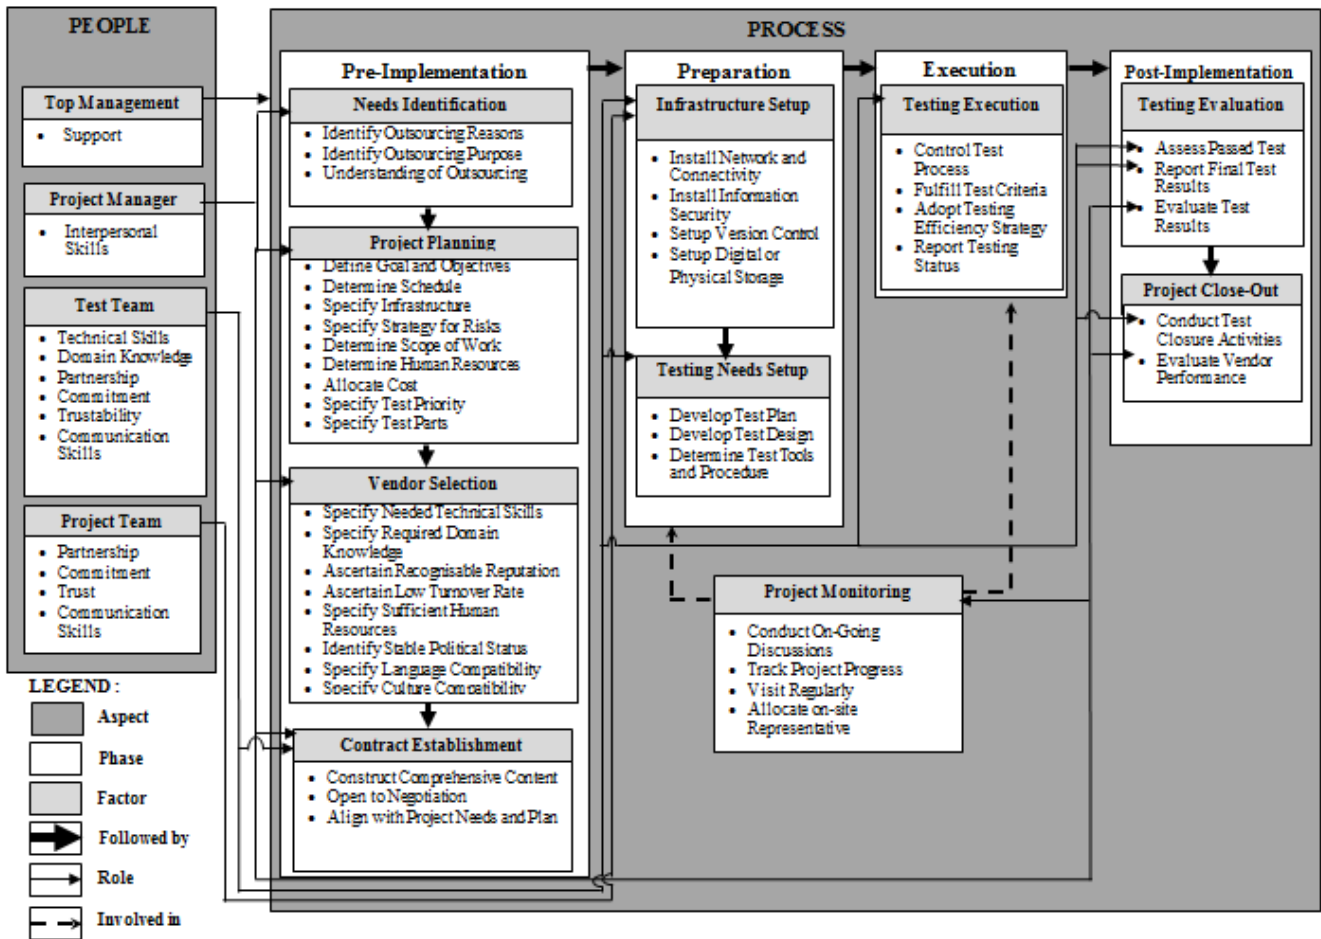 PEOPLE
Top Management
• Support
Project Manager
• Interpersonal
Skills
Test Team
• Technical Skills
• Domain Knowledge
• Partnership
• Commitment
• Trustability
• Communication
Skills
Project Team
• Partnership
• Commitment
• Trust
• Communication
Skills
LEGEND :
Aspect
Phase
Factor
Followed by
Role
Involved in
PROCESS
Pre-Implementation
Needs Identification
• Identify Outsourcing Reasons
• Identify Outsourcing Purpose
• Understanding of Outsourcing
Project Planning
• Define Goal and Objectives
• Determine Schedule
• Specify Infrastructure
• Specify Strategy for Risks
• Determine Scope of Work
• Determine Human Resources
• Allocate Cost
• Specify Test Priority
• Specify Test Parts
Vendor Selection
• Specify Needed Technical Skills
• Specify Required Domain
Knowledge
• Ascertain Recognisable Reputation
• Ascertain Low Turnover Rate
• Specify Sufficient Human
Resources
• Identify Stable Political Status
• Specify Language Compatibility
• Specify Culture Compatibility
Contract Establishment
• Construct Comprehensive Content
• Open to Negotiation
• Align with Project Needs and Plan
Preparation
Infrastructure Setup
• Install Network and
Connectivity
• Install Information
Security
• Setup Version Control
• Setup Digital or
Physical Storage
Testing Needs Setup
• Develop Test Plan
• Develop Test Design
• Determine Test Tools
and Procedure
Execution
Testing Execution
• Control Test
Process
• Fulfill Test Criteria
• Adopt Testing
Efficiency Strategy
• Report Testing
Status
Project Monitoring
• Conduct On-Going
Discussions
• Track Project Progress
• Visit Regularly
• Allocate on-site
Representative
Post-Implementation
Testing Evaluation
• Assess Passed Test
• Report Final Test
Results
• Evaluate Test
Results
Project Close-Out
• Conduct Test
Closure Activities
• Evaluate Vendor
Performance